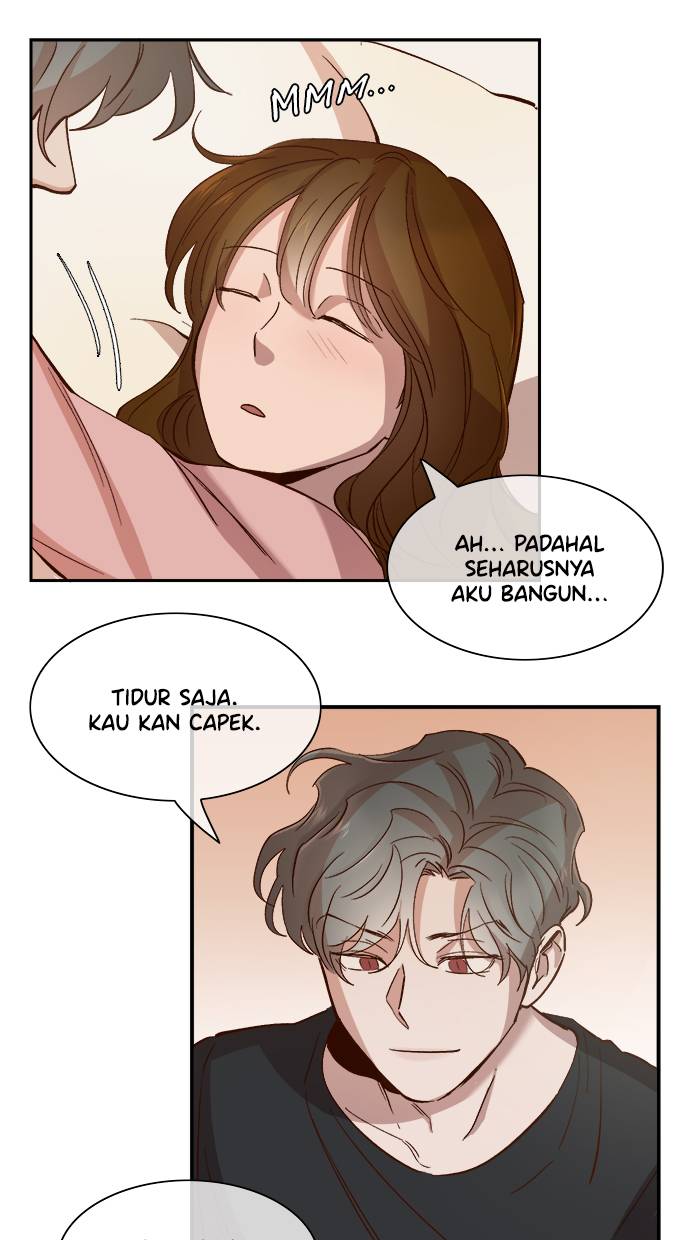 MMM...
AH... PADAHAL
SEHARUSNYA
AKU BANGUN...
TIDUR SAJA.
KAU KAN CAPEK.